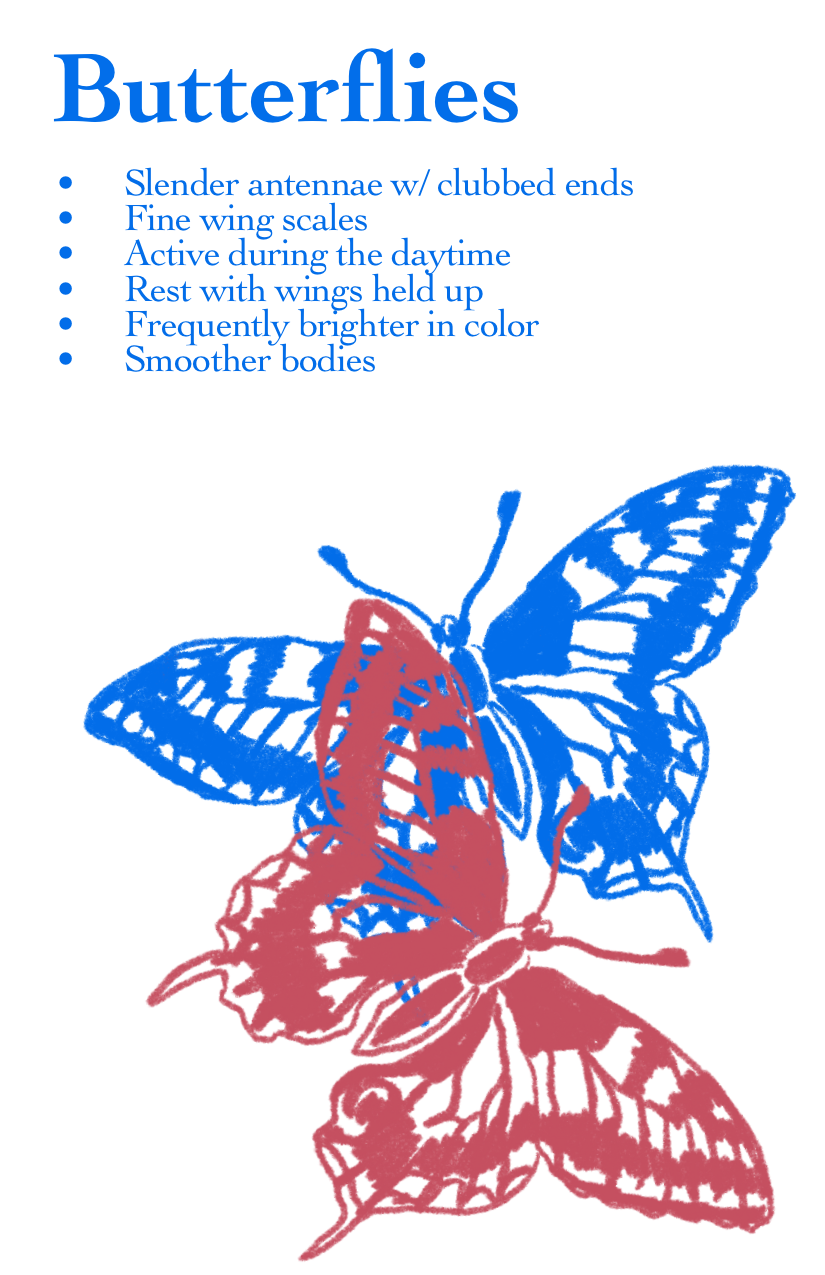 Butterflies
• Slender antennae w/ clubbed ends
• Fine wing scales
• Active during the daytime
• Rest with wings held up
• Frequently brighter in color
• Smoother bodies